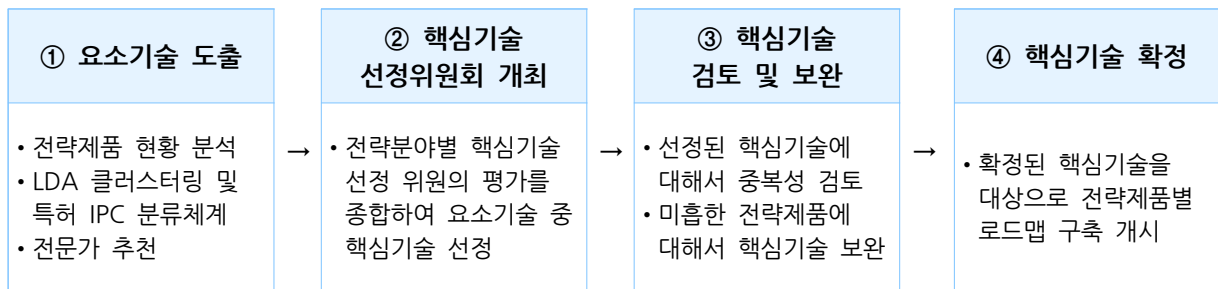 ① 요소기술 도출
• 전략제품 현황 분석
• LDA 클러스터링 및
특허 IPC 분류체계
• 전문가 추천
→
② 핵심기술
선정위원회 개최
• 전략분야별 핵심기술
선정 위원의 평가를
종합하여 요소기술 중
핵심기술 선정
→
③ 핵심기술
검토 및 보완
• 선정된 핵심기술에
대해서 중복성 검토
• 미흡한 전략제품에
대해서 핵심기술 보완
→
④ 핵심기술 확정
• 확정된 핵심기술을
대상으로 전략제품별
로드맵 구축 개시